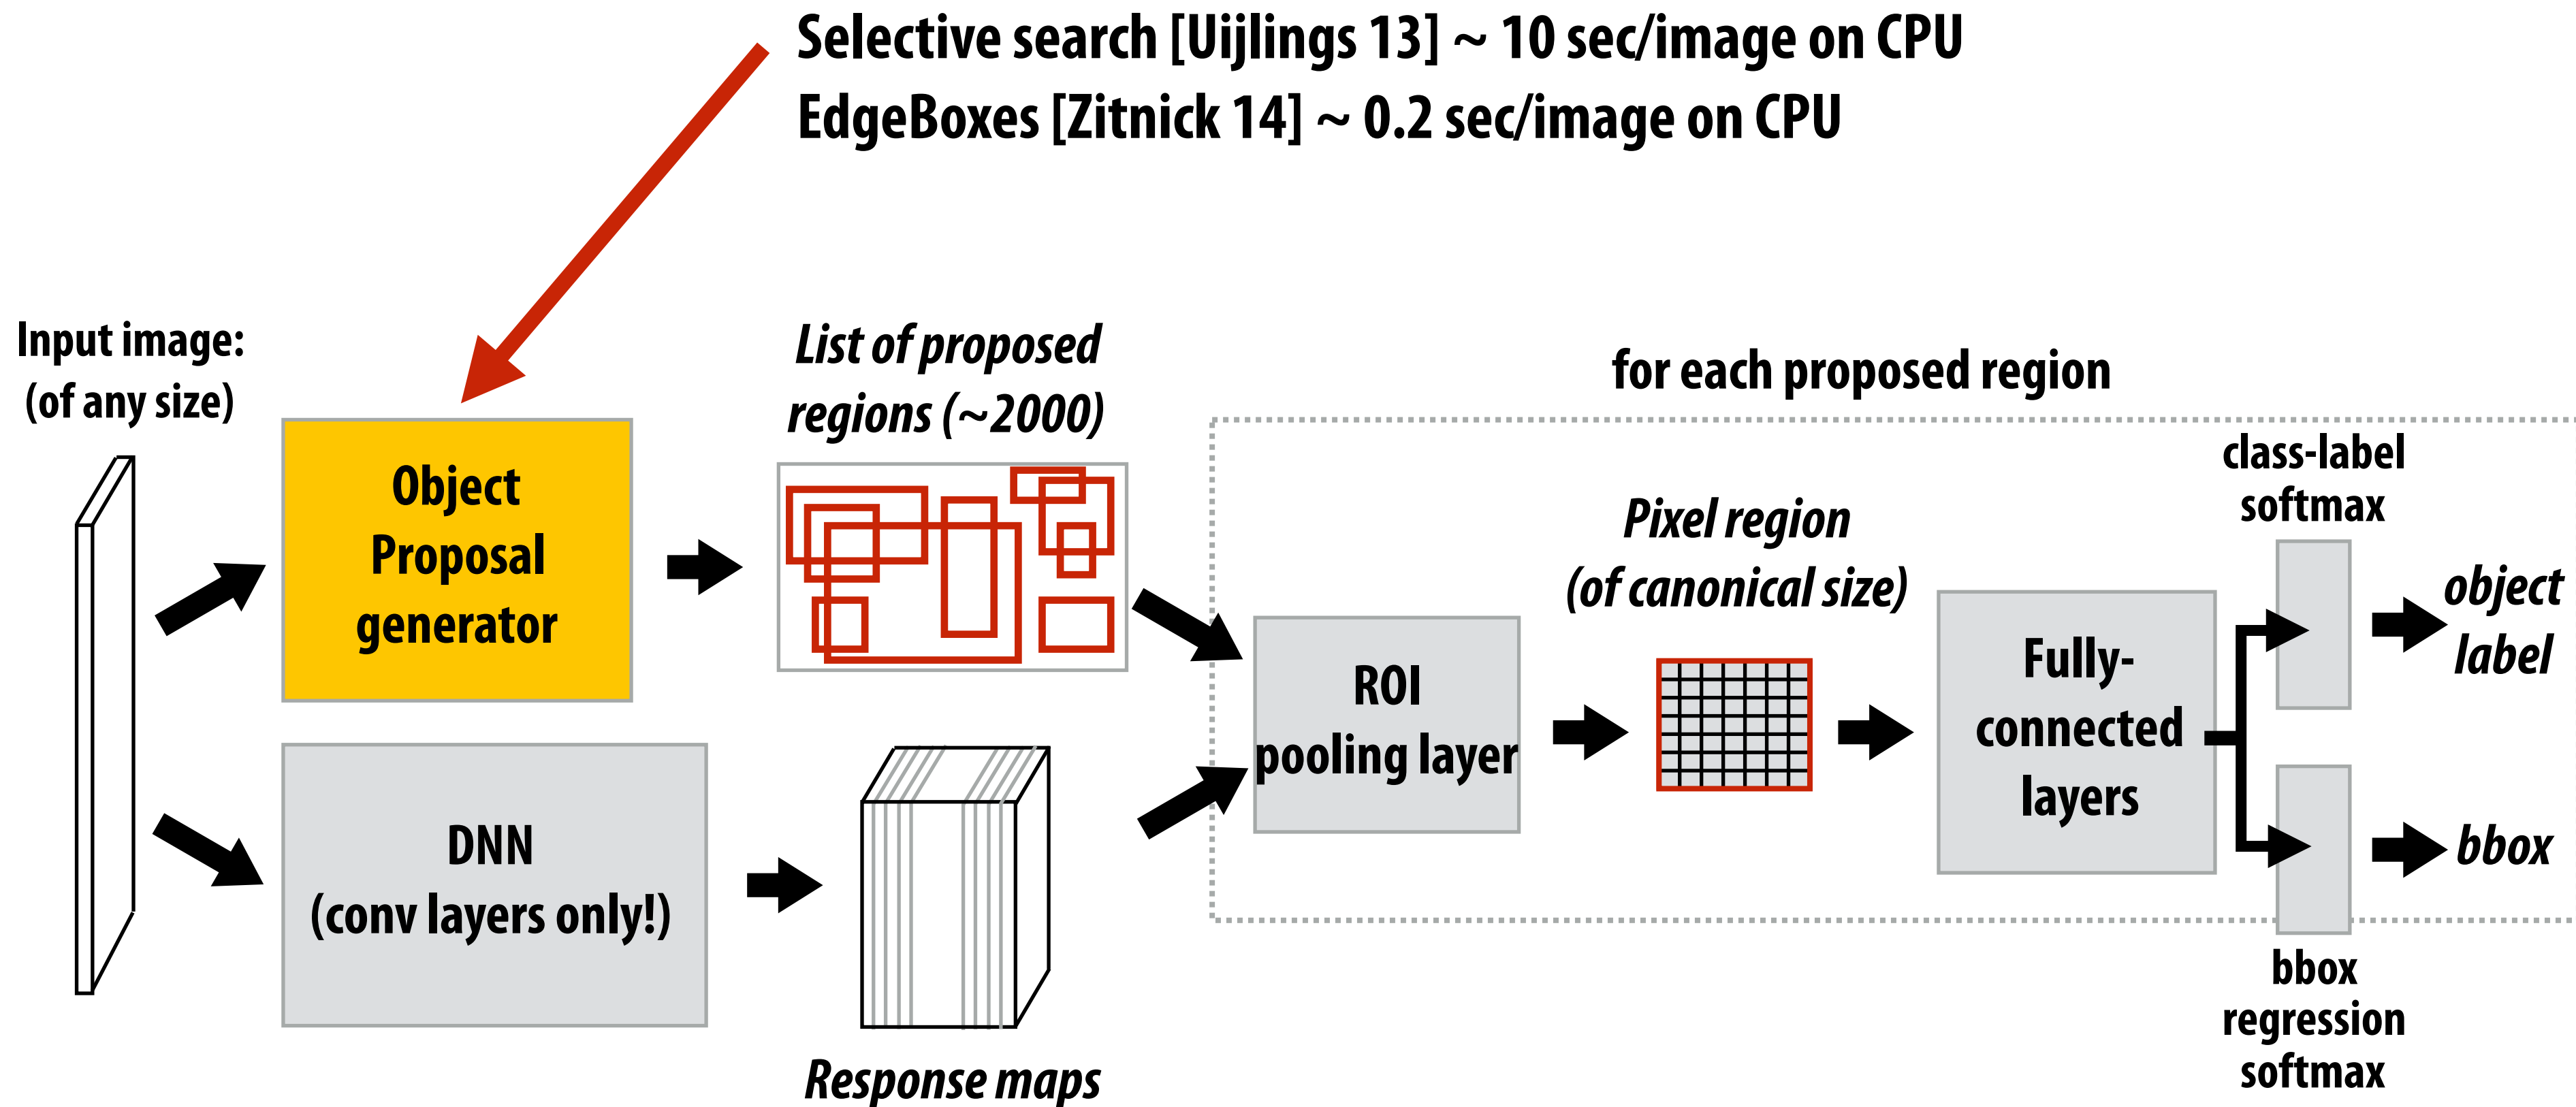 Selective search [Uijlings 13] ~ 10 sec/image on CPU
EdgeBoxes [Zitnick 14] ~ 0.2 sec/image on CPU
Input image:
(of any size)
Object
Proposal
generator
List of proposed
regions (~2000)
DNN
(conv layers only!)
Response maps
for each proposed region
ROI
pooling layer
Pixel region
(of canonical size)
Fully-
connected
layers
class-label
softmax
object
label
bbox
bbox
regression
softmax